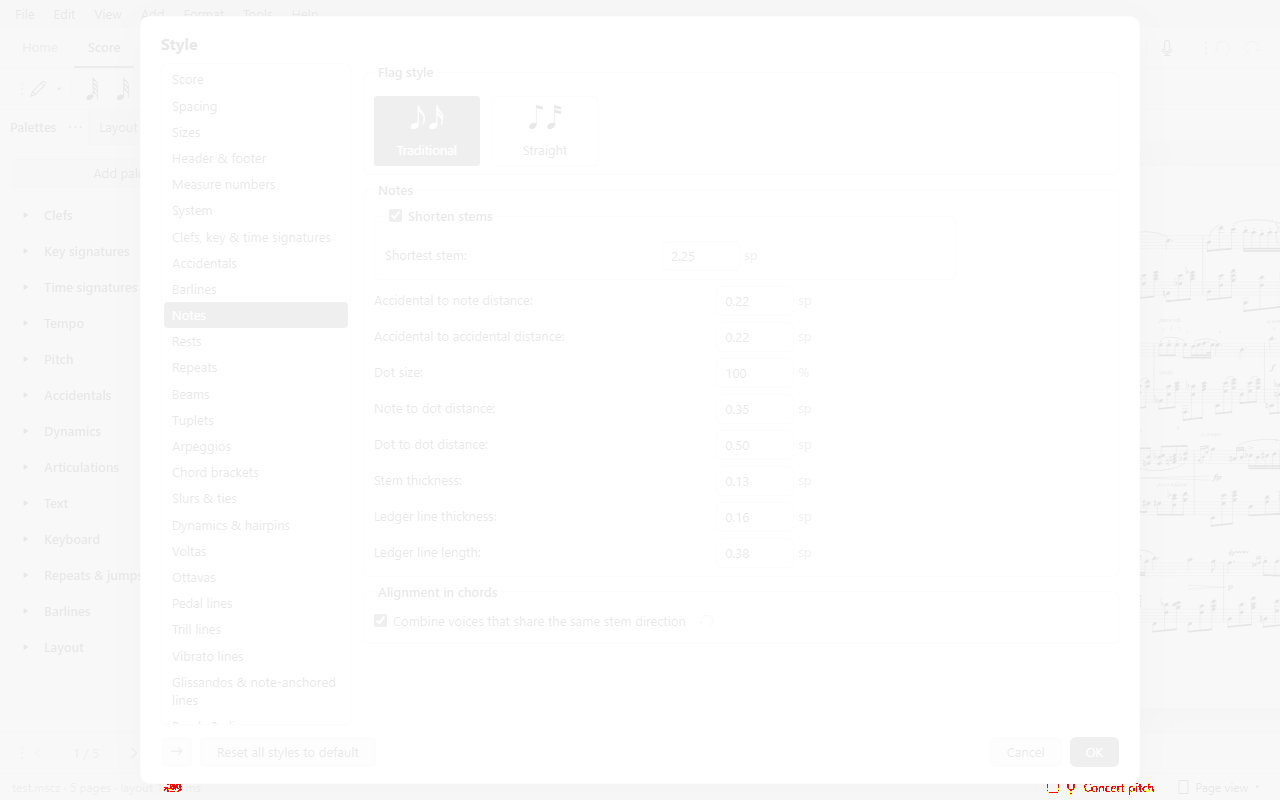 File Edit View Add Format Tools Help
Home Score
Style
Palettes ··· Layout
Add pal
Clefs
Key signatures
Time signatures
Tempo
Pitch
Accidentals
Dynamics
Articulations
Text
Keyboard
Repeats & jumps
Barlines
Layout
Score
Spacing
Sizes
Header & footer
Measure numbers
System
Clefs, key & time signatures
Accidentals
Barlines
Notes
Rests
Repeats
Beams
Tuplets
Arpeggios
Chord brackets
Slurs & ties
Dynamics & hairpins
Voltas
Ottavas
Pedal lines
Trill lines
Vibrato lines
Glissandos & note-anchored
lines
Flag style
Traditional Straight
Notes
Shorten stems
Shortest stem: 2.25 sp
Accidental to note distance: 0.22 sp
Accidental to accidental distance: 0.22 sp
Dot size: 100 %
Note to dot distance: 0.35 sp
Dot to dot distance: 0.50 sp
Stem thickness: 0.13 sp
Ledger line thickness: 0.16 sp
Ledger line length: 0.38 sp
Alignment in chords
Combine voices that share the same stem direction
→ Reset all styles to default Cancel OK
1 / 5
test.mscz · 5 pages · layout
Concert pitch Page view